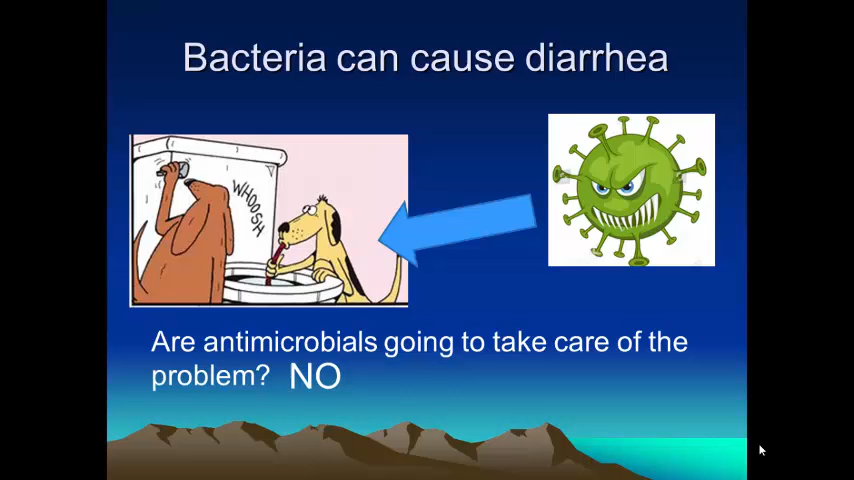 Bacteria can cause diarrhea
WHOOSH
Are antimicrobials going to take care of the
problem? NO